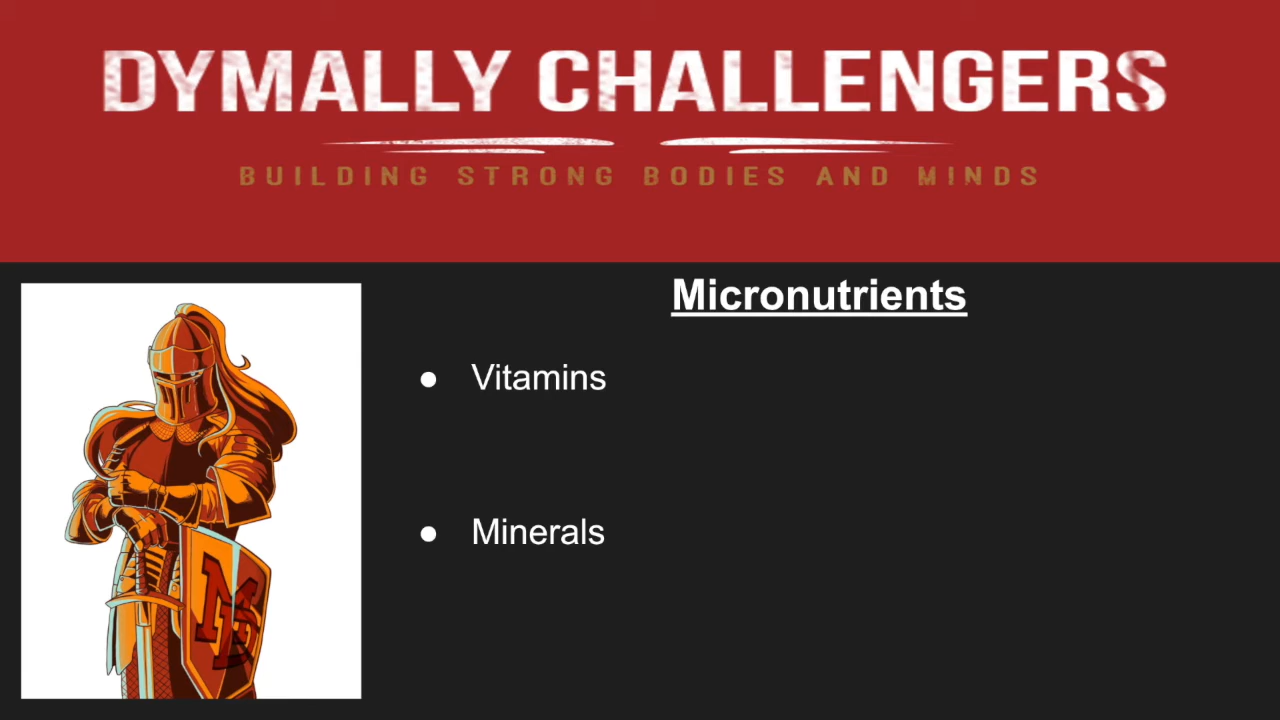 DYMALLY CHALLENGERS
BUILDING STRONG BODIES AND MINDS
Micronutrients
● Vitamins
● Minerals